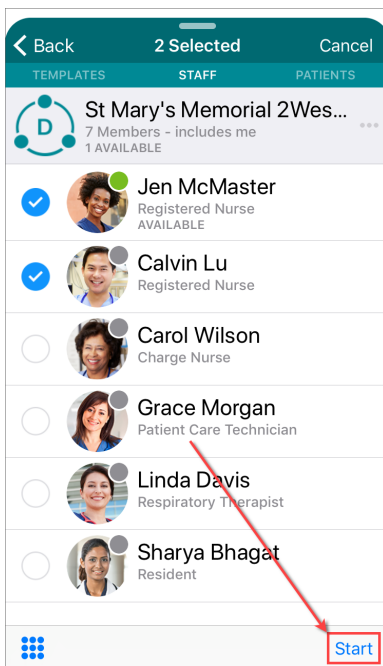 Back 2 Selected Cancel
TEMPLATES STAFF PATIENTS
D
St Mary's Memorial 2Wes...
7 Members - includes me
1 AVAILABLE
Jen McMaster
Registered Nurse
AVAILABLE
Calvin Lu
Registered Nurse
Carol Wilson
Charge Nurse
Grace Morgan
Patient Care Technician
Linda Davis
Respiratory Therapist
Sharya Bhagat
Resident
Start